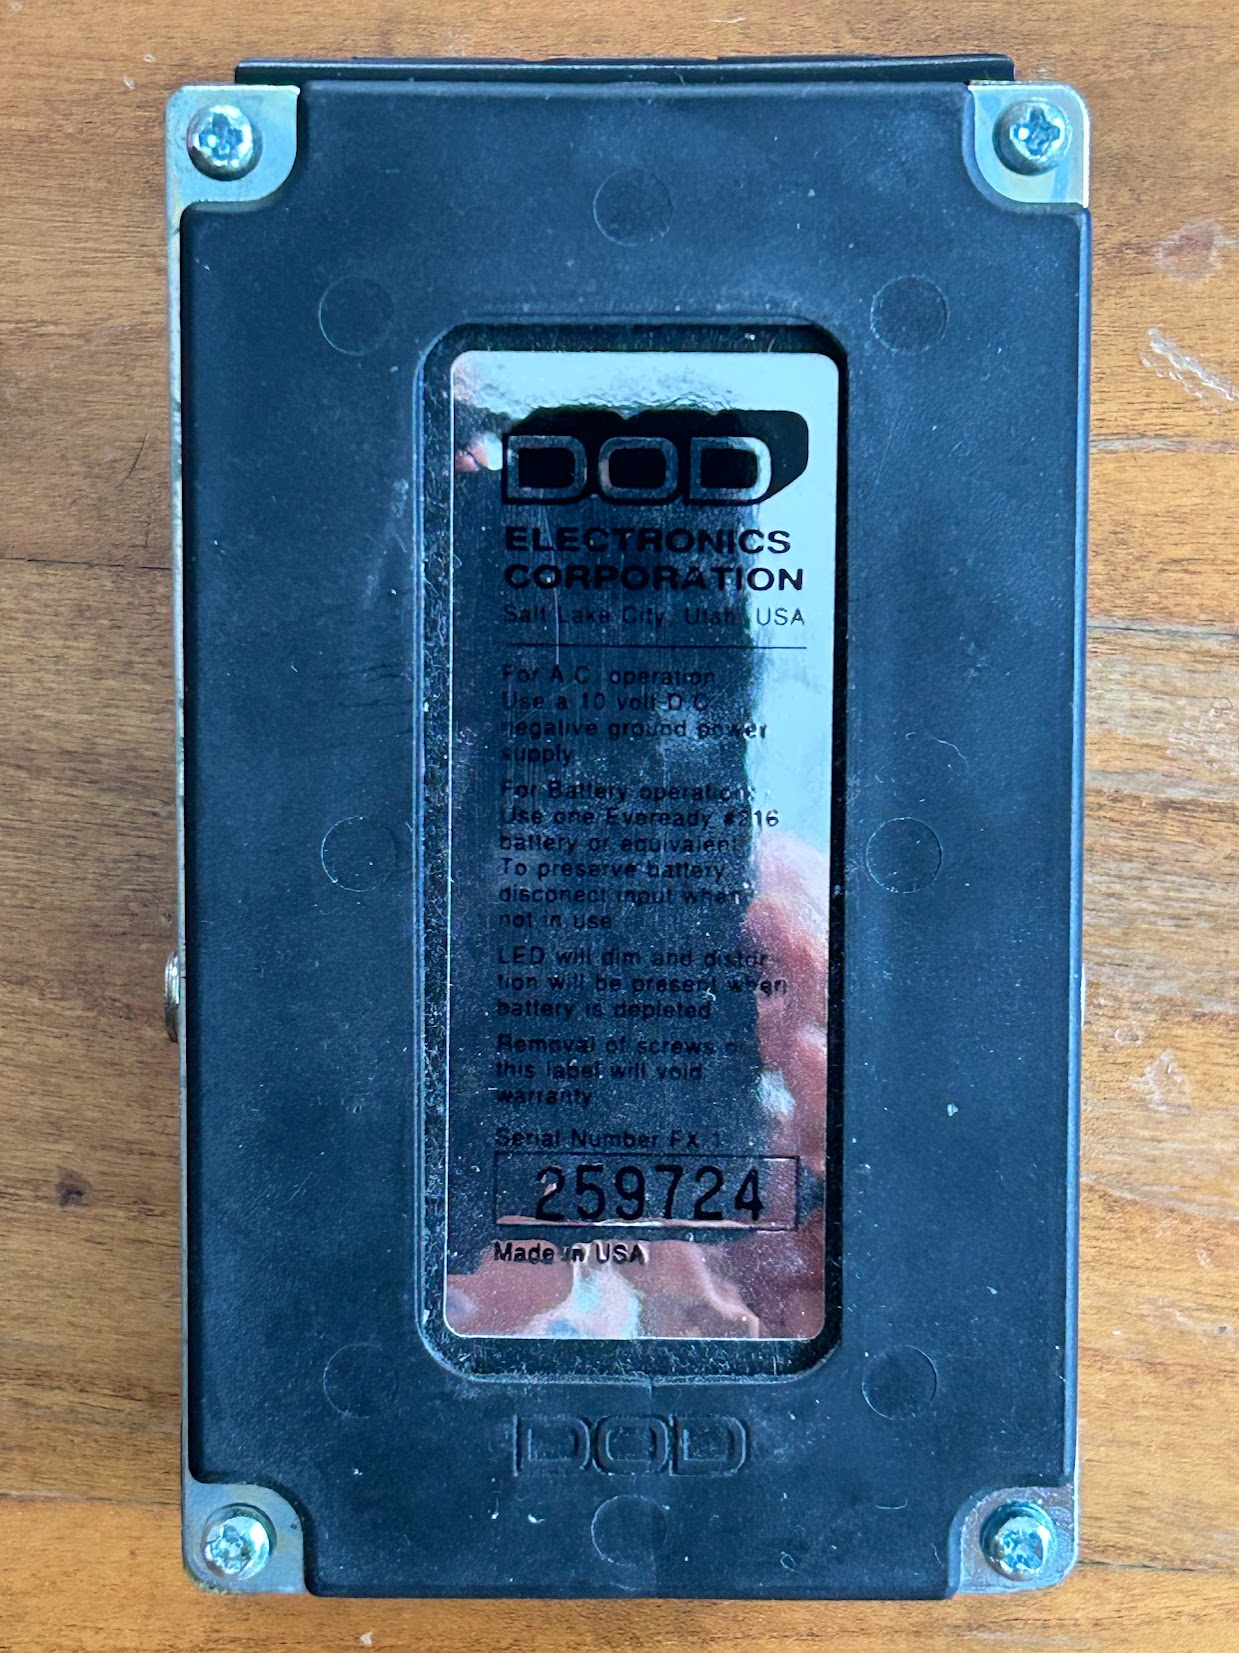 DOD
ELECTRONICS
CORPORATION
Salt Lake City, Utah, USA
For A.C. operation
Use a 10 volt D.C.
negative ground power
supply.
For Battery operation:
Use one Eveready #216
battery or equivalent.
To preserve battery,
disconect input when
not in use.
LED will dim and distor-
tion will be present when
battery is depleted.
Removal of screws or
this label will void
warranty.
Serial Number FX 1
259724
Made in USA
DOD